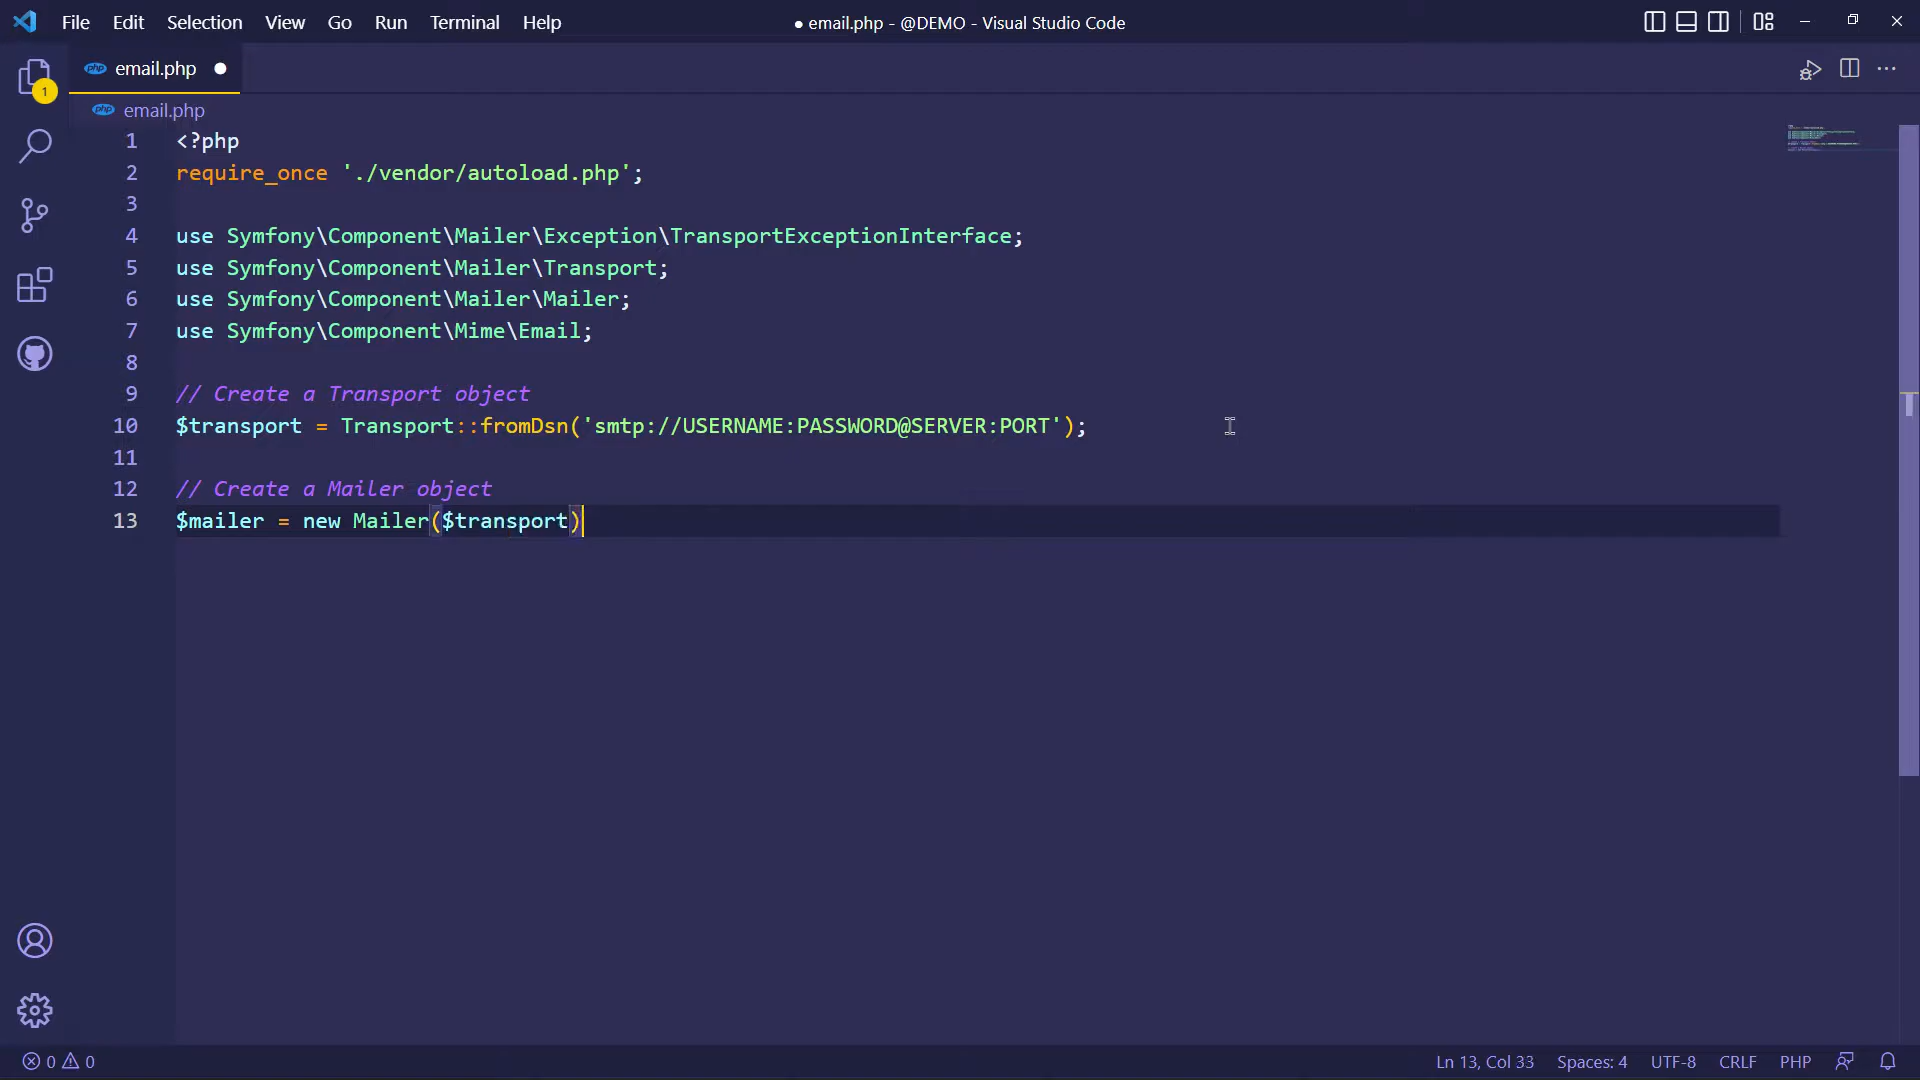 File Edit Selection View Go Run Terminal Help ● email.php - @DEMO - Visual Studio Code
php email.php ●
1
php email.php
1 <?php
2 require_once './vendor/autoload.php';
3
4 use Symfony\Component\Mailer\Exception\TransportExceptionInterface;
5 use Symfony\Component\Mailer\Transport;
6 use Symfony\Component\Mailer\Mailer;
7 use Symfony\Component\Mime\Email;
8
9 // Create a Transport object
10 $transport = Transport::fromDsn('smtp://USERNAME:PASSWORD@SERVER:PORT');
11
12 // Create a Mailer object
13 $mailer = new Mailer($transport)
0 0 Ln 13, Col 33 Spaces: 4 UTF-8 CRLF PHP